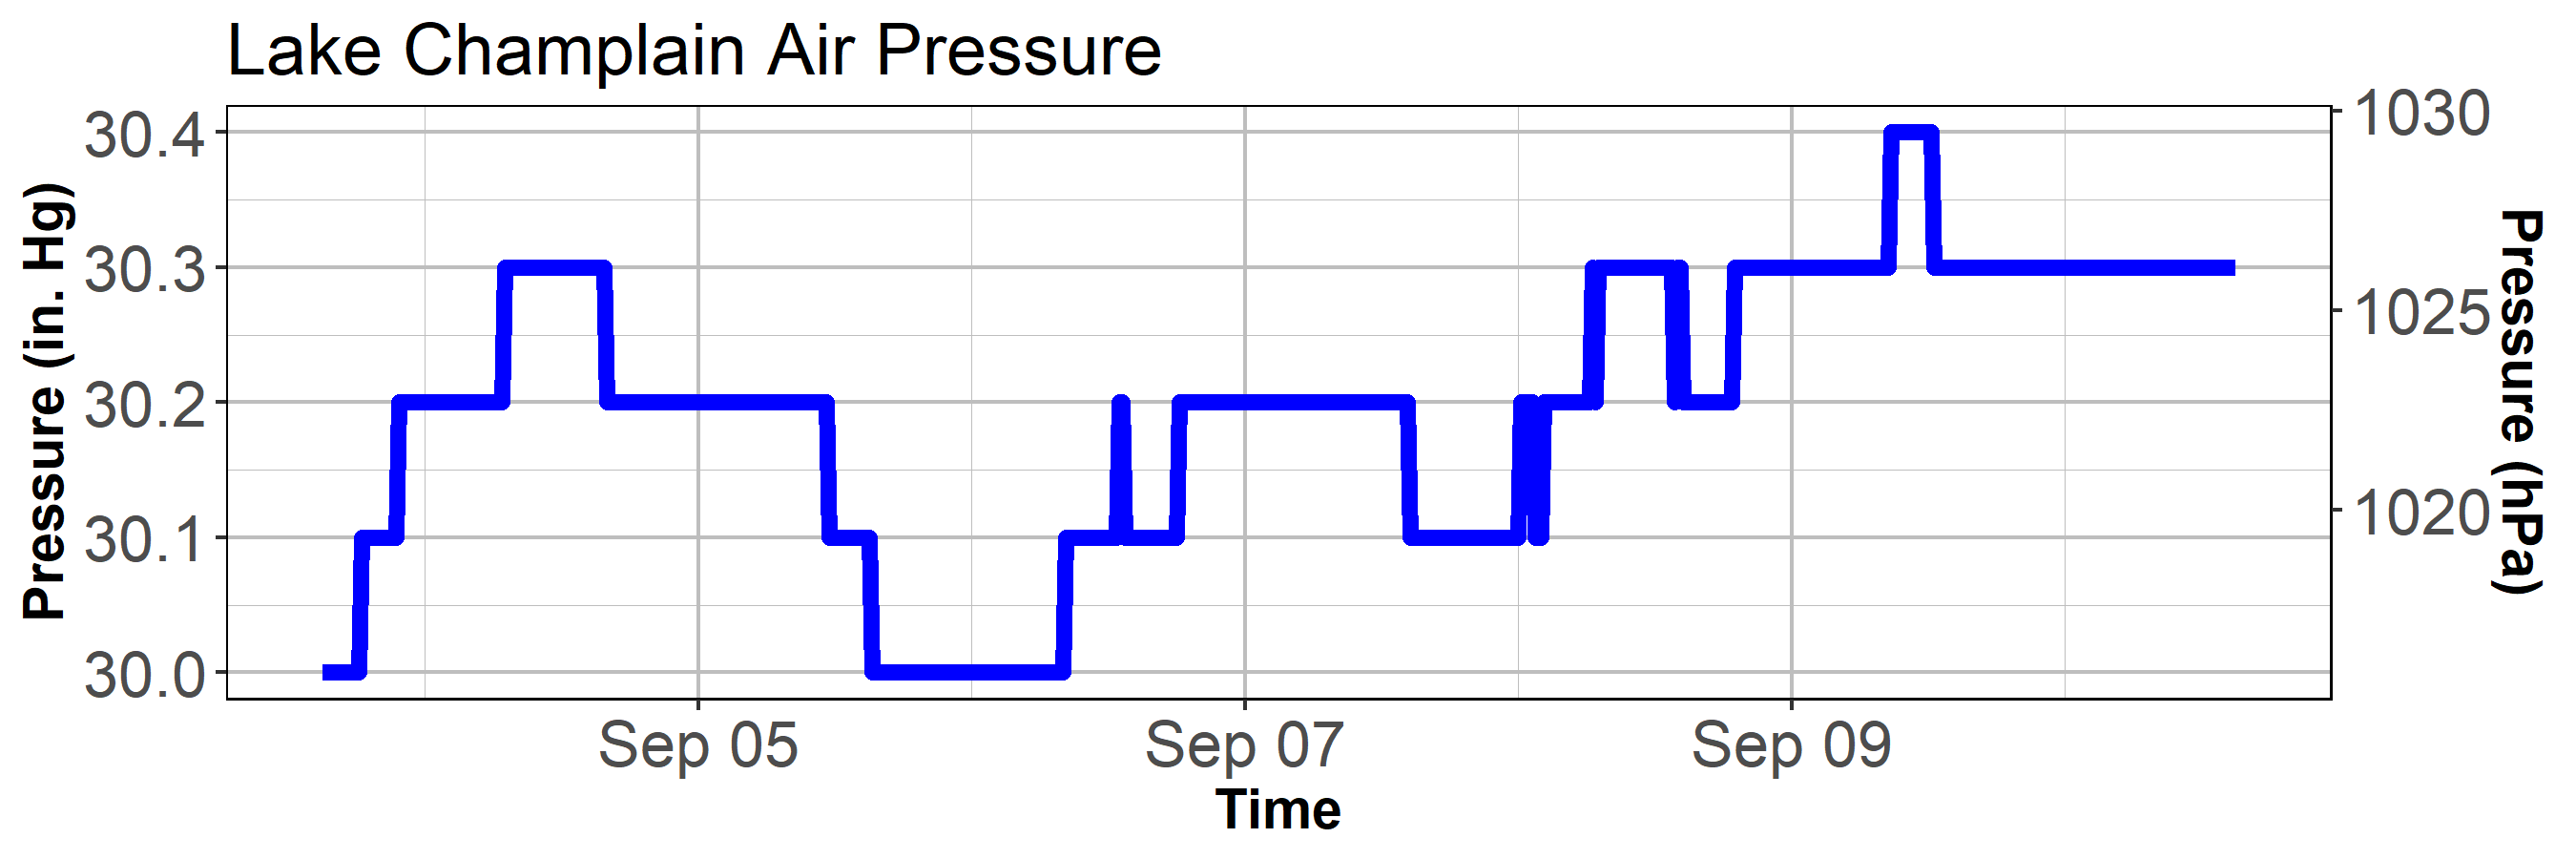 Lake Champlain Air Pressure
Pressure (in. Hg)
30.4
30.3
30.2
30.1
30.0
1030
1025
1020
Pressure (hPa)
Sep 05 Sep 07 Sep 09
Time